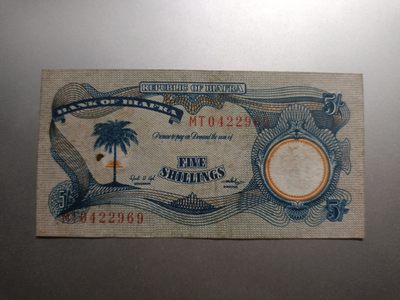 REPUBLIC OF BIAFRA
BANK OF BIAFRA
5/-
MT0422969
Promise to pay on Demand the sum of
FIVE
SHILLINGS
5/-
5/-
MT0422969